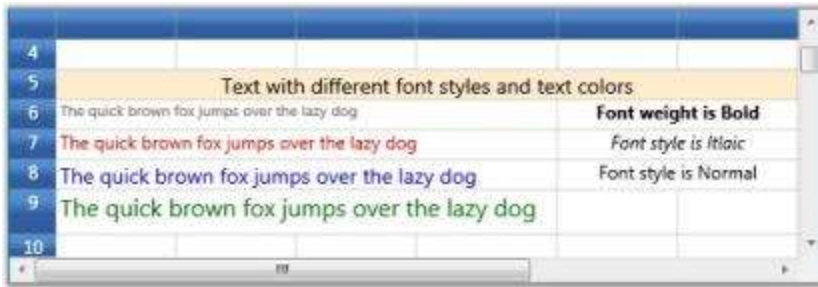 4
5 Text with different font styles and text colors
6 The quick brown fox jumps over the lazy dog Font weight is Bold
7 The quick brown fox jumps over the lazy dog Font style is Itlaic
8 The quick brown fox jumps over the lazy dog Font style is Normal
9 The quick brown fox jumps over the lazy dog
10